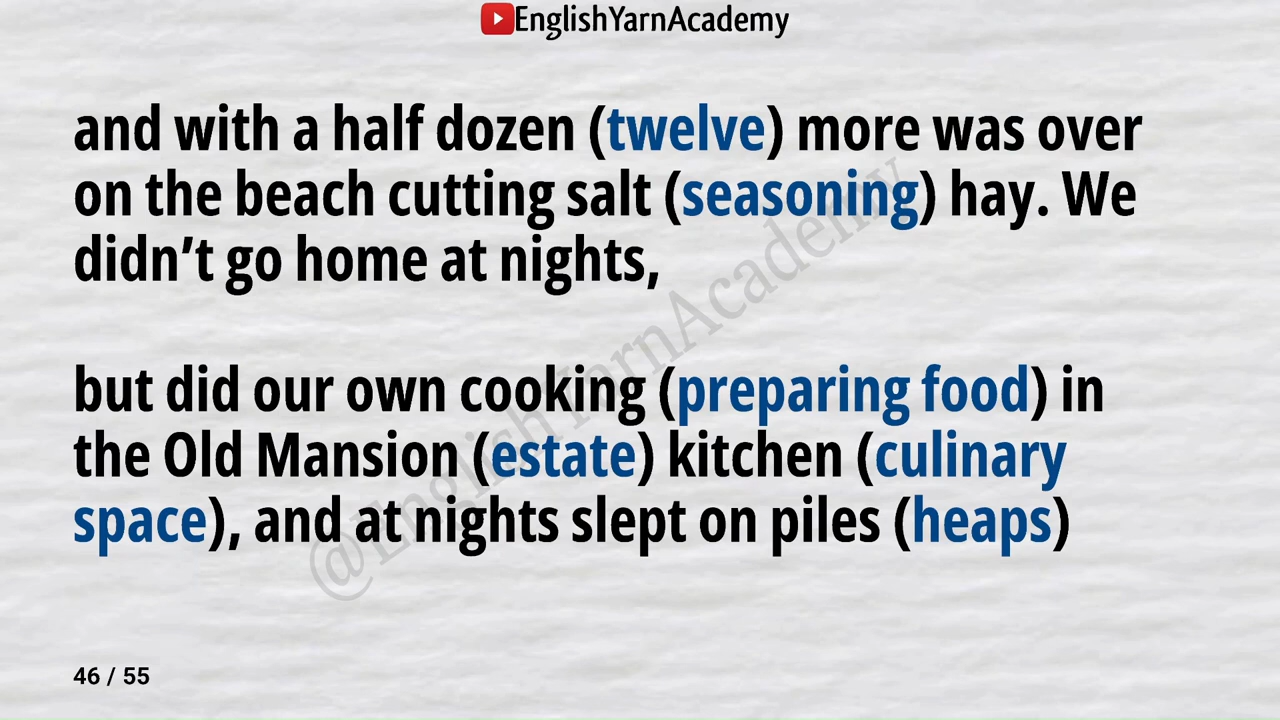 EnglishYarnAcademy
and with a half dozen (twelve) more was over
on the beach cutting salt (seasoning) hay. We
didn’t go home at nights,
but did our own cooking (preparing food) in
the Old Mansion (estate) kitchen (culinary
space), and at nights slept on piles (heaps)
@EnglishYarnAcademy
46 / 55